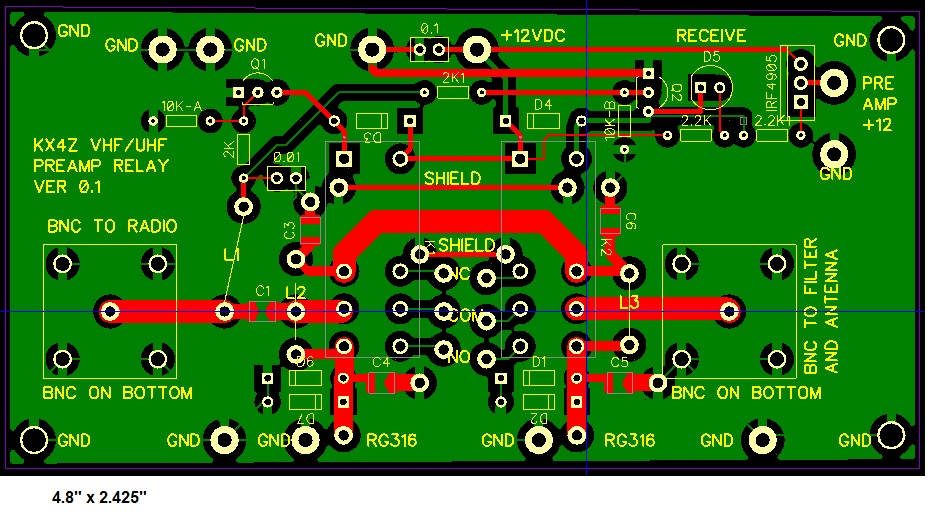 GND
GND
GND
GND
0.1
+12VDC
RECEIVE
GND
Q1
2K1
D5
IRF4905
PRE
AMP
+12
10K-A
D3
D4
10K-B
Q2
2.2K
2.2K1
KX4Z VHF/UHF
PREAMP RELAY
VER 0.1
2K
0.01
SHIELD
GND
BNC TO RADIO
C3
C6
K2
L1
SHIELD
NC
BNC TO FILTER
AND ANTENNA
C1
L2
COM
L3
NO
D6
C4
D1
C5
BNC ON BOTTOM
BNC ON BOTTOM
D7
D2
GND
GND
GND
RG316
GND
RG316
GND
GND
4.8" x 2.425"